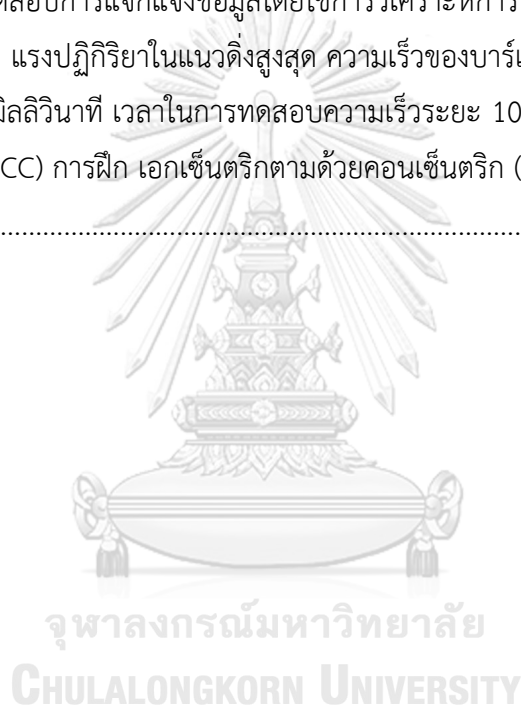 ทดสอบการแจกแจงข้อมูลโดยใช้การวิเคราะห์การ
แรงปฏิกิริยาในแนวดิ่งสูงสุด ความเร็วของบาร์เ
มิลลิวินาที เวลาในการทดสอบความเร็วระยะ 10
CC) การฝึก เอกเซ็นตริกตามด้วยคอนเซ็นตริก (
จุฬาลงกรณ์มหาวิทยาลัย
CHULALONGKORN UNIVERSITY